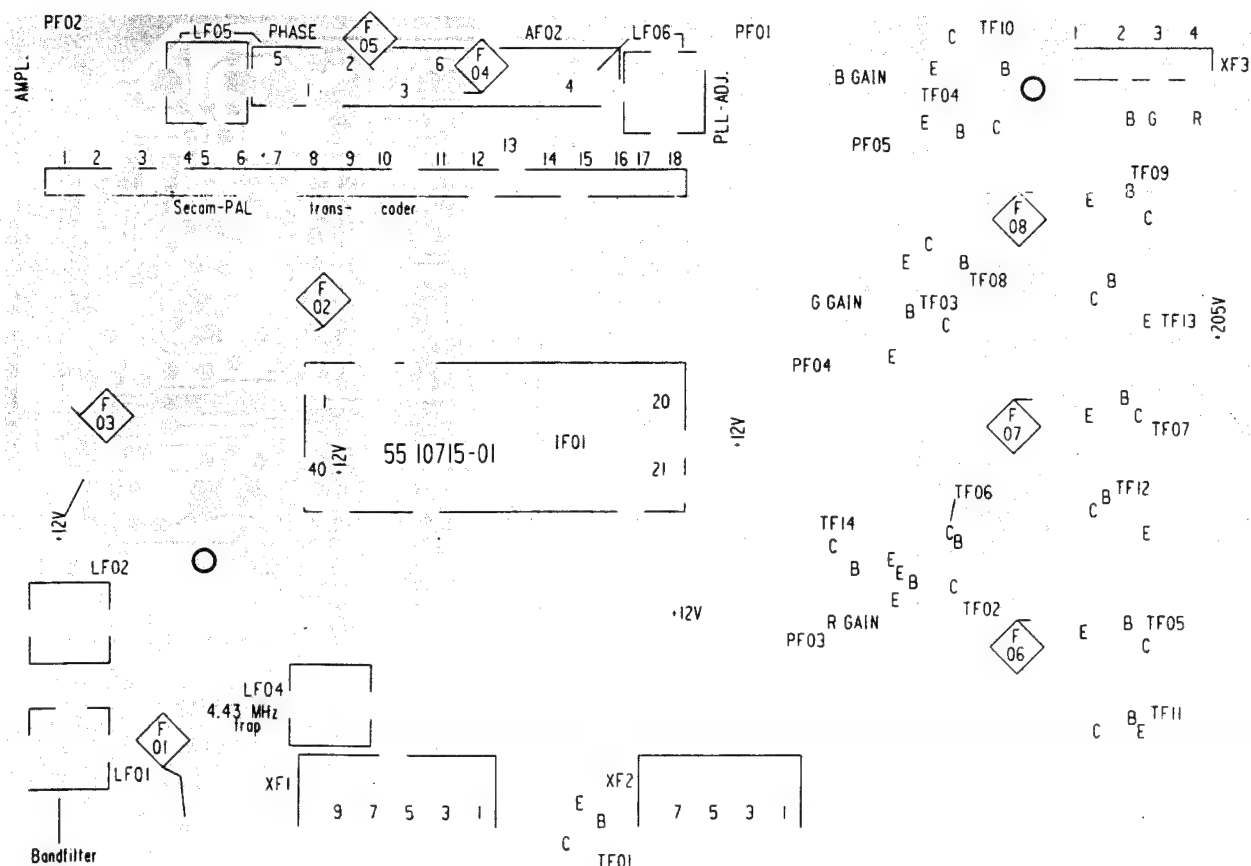 PF02
LF05
PHASE
F
05
AF02
LF06
PF01
TF10
C
1 2 3 4
XF3
AMPL.
5 2 6
F
04
1 3 4
PLL-ADJ.
B GAIN
E B
TF04
E B C
PF05
B G R
13
1 2 3 4 5 6 7 8 9 10 11 12 14 15 16 17 18
Secam-PAL trans- coder
TF09
E B
C
F
08
C
E B
TF08
F
02
G GAIN
B TF03
C
E
PF04
B
C
E TF13
+205V
F
03
1 20
40 +12V
55 10715-01
IF01
21
+12V
F
07
B
E C
TF07
+12V
TF06
C
B
TF14
C
B
E
E
B
E
C
TF02
B TF12
C
E
LF02
+12V
R GAIN
PF03
F
06
B TF05
E C
LF04
4.43 MHz
trap
F
01
LF01
B TF11
C E
XF1
9 7 5 3 1
E
B
C
TF01
XF2
7 5 3 1
Bandfilter